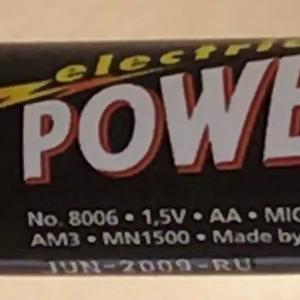 electric
POWE
No. 8006 • 1,5V • AA • MIC
AM3 • MN1500 • Made by
JUN-2009-RU